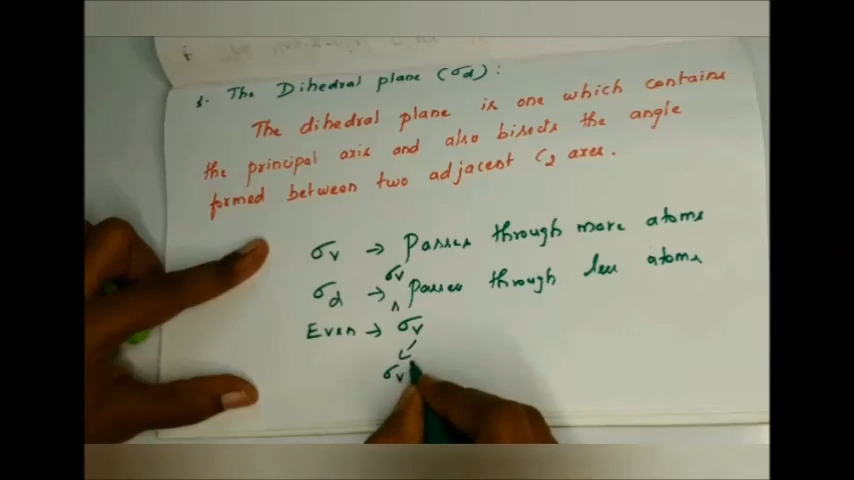 3. The Dihedral plane (σd):
The dihedral plane is one which contains
the principal axis and also bisects the angle
formed between two adjacent C2 axes.
σv → Passes through more atoms
σv
σd → ^ passes through less atoms
Even → σv
σv